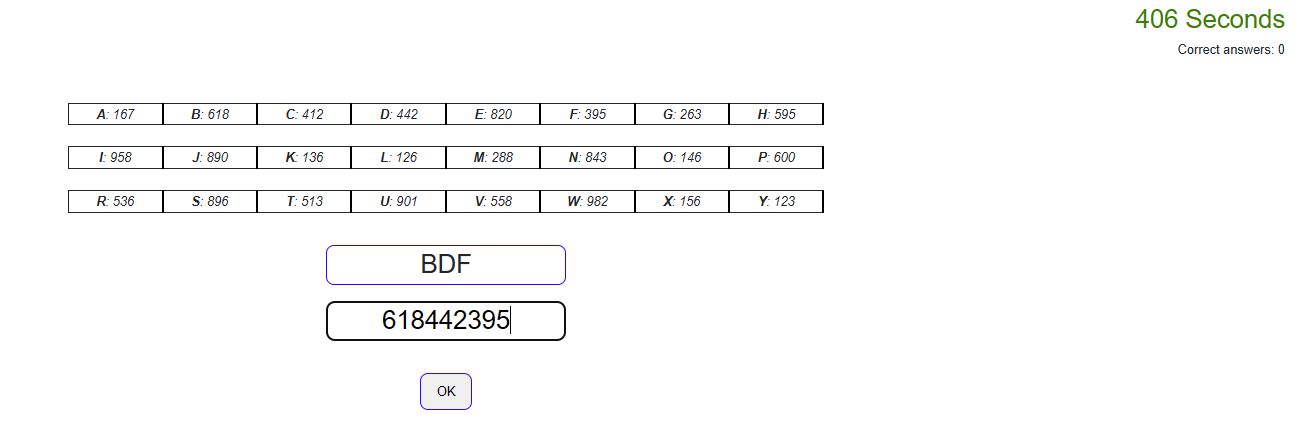 406 Seconds
Correct answers: 0
A: 167 B: 618 C: 412 D: 442 E: 820 F: 395 G: 263 H: 595
I: 958 J: 890 K: 136 L: 126 M: 288 N: 843 O: 146 P: 600
R: 536 S: 896 T: 513 U: 901 V: 558 W: 982 X: 156 Y: 123
BDF
618442395
OK